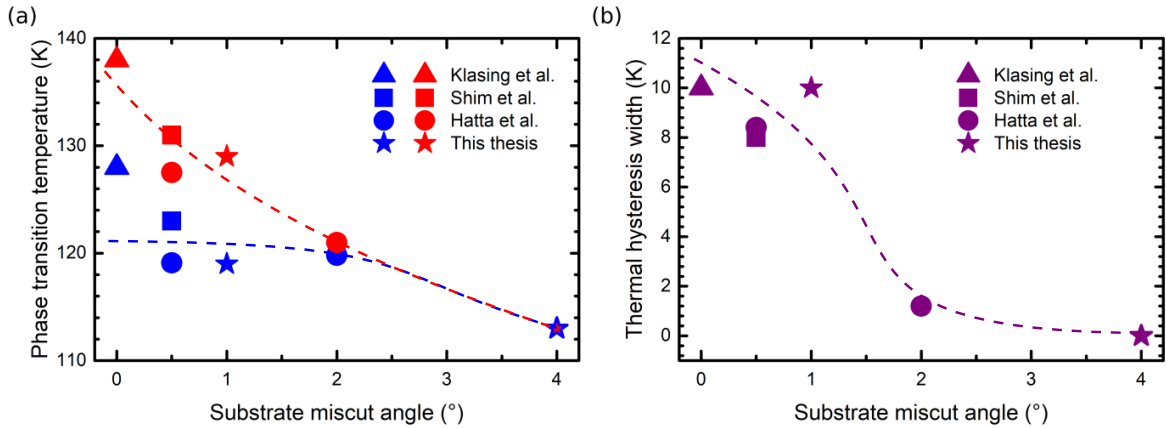 (a)
Phase transition temperature (K)
140
130
120
110
Klasing et al.
Shim et al.
Hatta et al.
This thesis
0
1
2
3
4
Substrate miscut angle (°)
(b)
Thermal hysteresis width (K)
12
10
8
6
4
2
0
Klasing et al.
Shim et al.
Hatta et al.
This thesis
0
1
2
3
4
Substrate miscut angle (°)